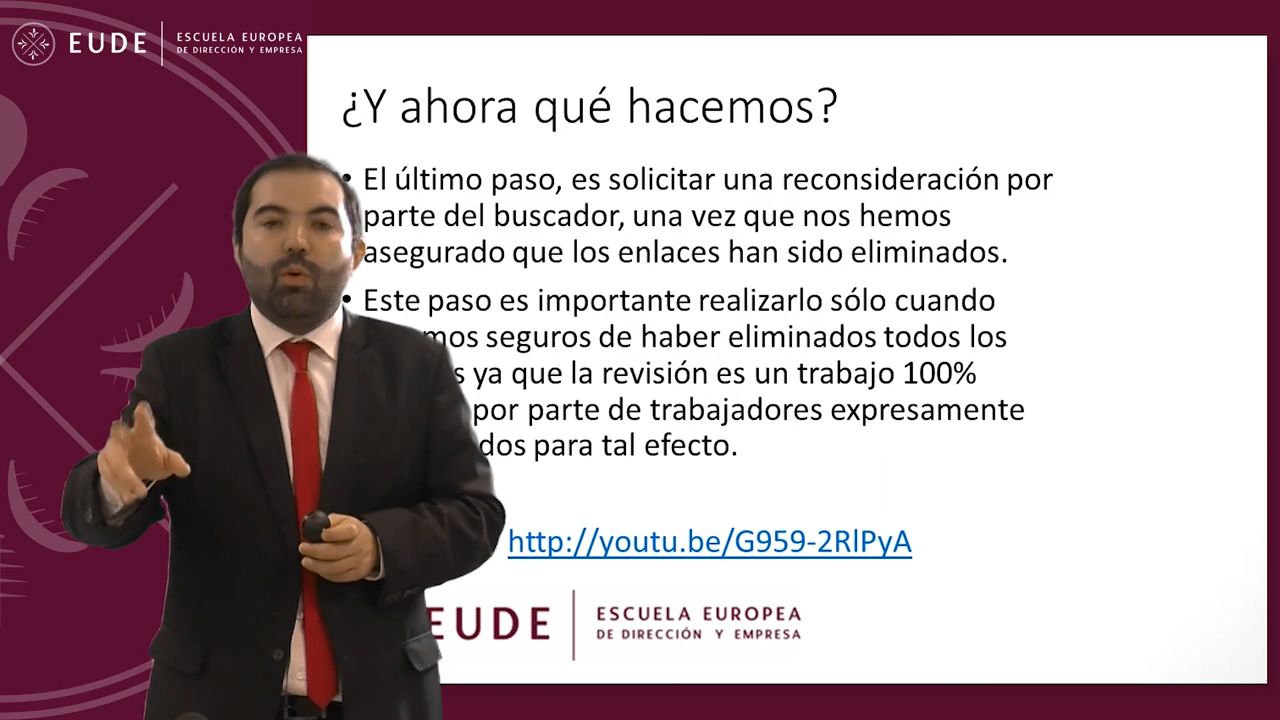 EUDE
ESCUELA EUROPEA
DE DIRECCIÓN Y EMPRESA
¿Y ahora qué hacemos?
• El último paso, es solicitar una reconsideración por
parte del buscador, una vez que nos hemos
asegurado que los enlaces han sido eliminados.
• Este paso es importante realizarlo sólo cuando
mos seguros de haber eliminados todos los
s ya que la revisión es un trabajo 100%
por parte de trabajadores expresamente
dos para tal efecto.
http://youtu.be/G959-2RlPyA
EUDE
ESCUELA EUROPEA
DE DIRECCIÓN Y EMPRESA